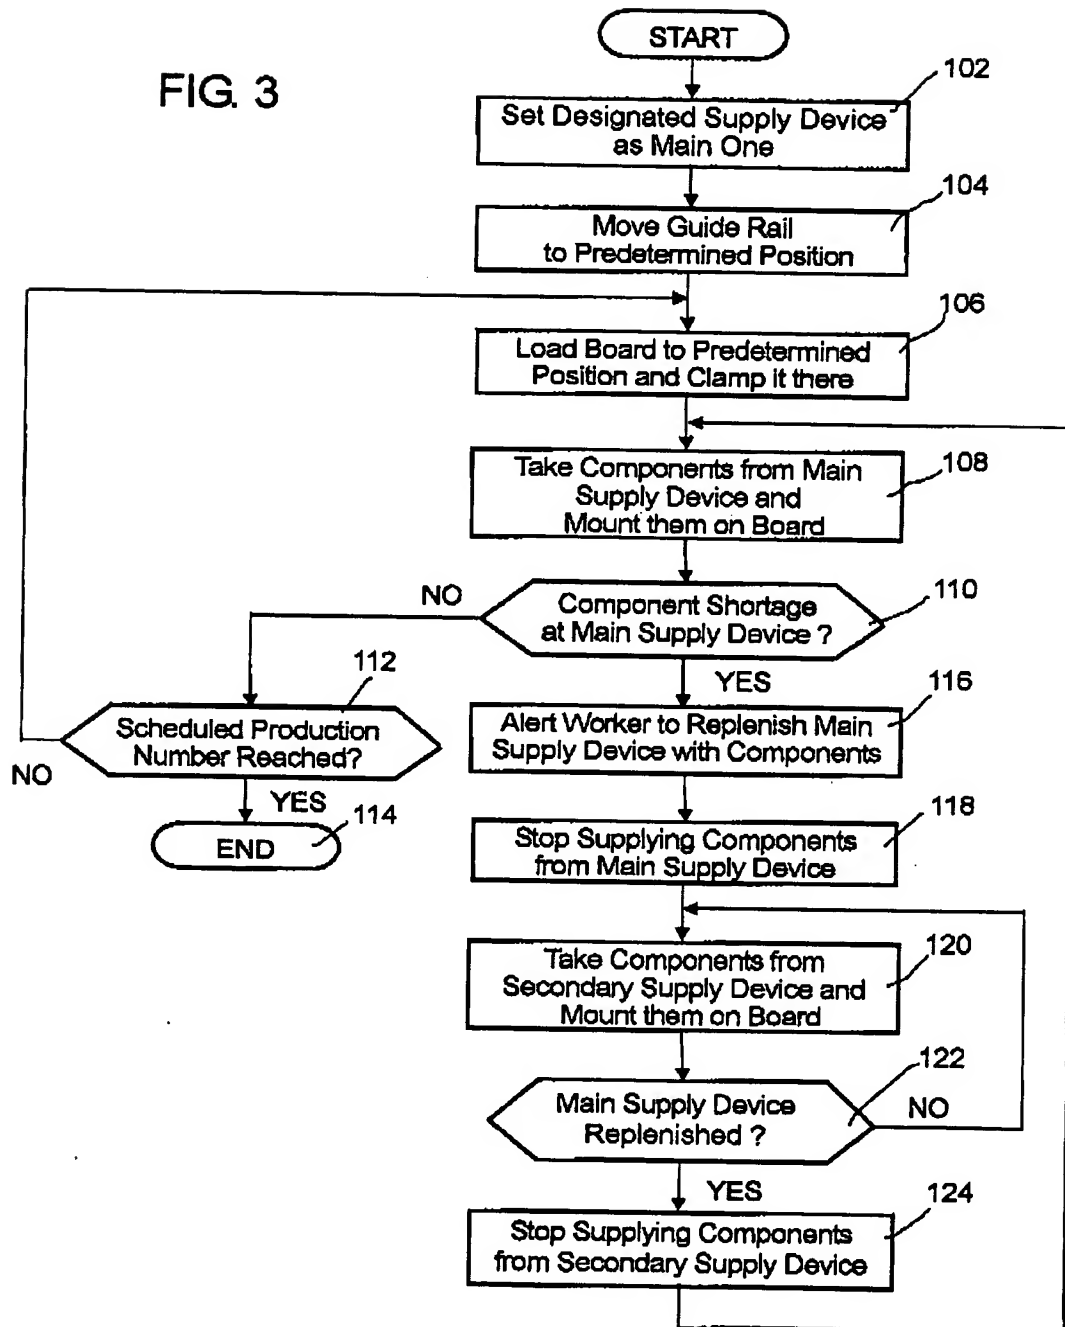 START
FIG. 3
102
Set Designated Supply Device
as Main One
104
Move Guide Rail
to Predetermined Position
106
Load Board to Predetermined
Position and Clamp it there
108
Take Components from Main
Supply Device and
Mount them on Board
NO
110
Component Shortage
at Main Supply Device ?
112
YES
116
Scheduled Production
Number Reached?
Alert Worker to Replenish Main
Supply Device with Components
NO
YES
114
END
118
Stop Supplying Components
from Main Supply Device
120
Take Components from
Secondary Supply Device and
Mount them on Board
122
Main Supply Device
Replenished ?
NO
YES
124
Stop Supplying Components
from Secondary Supply Device